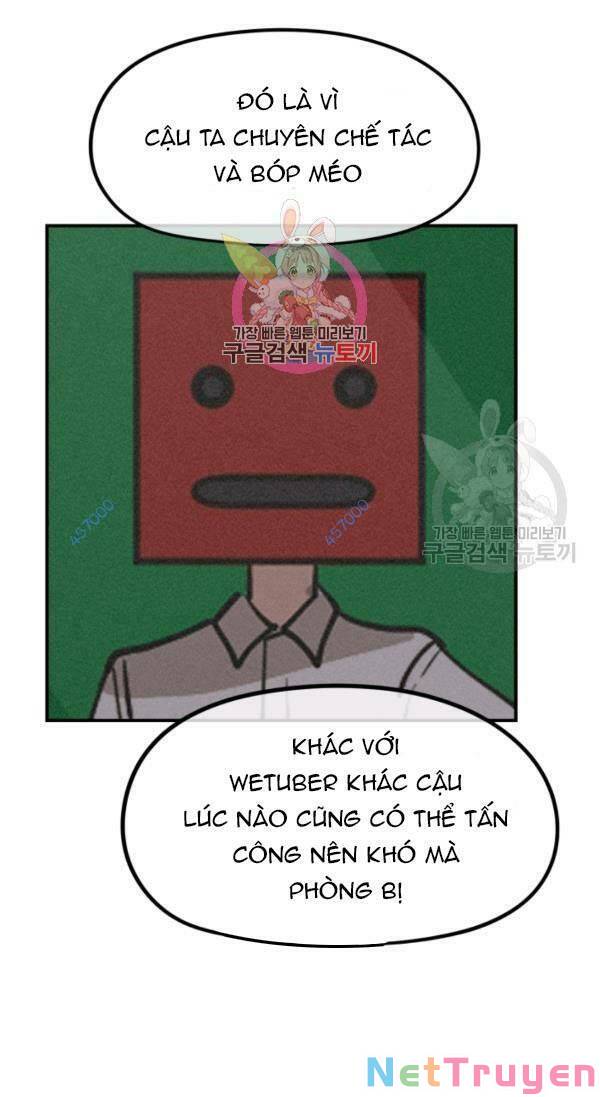 ĐÓ LÀ VÌ
CẬU TA CHUYÊN CHẾ TÁC
VÀ BÓP MÉO
가장 빠른 웹툰 미리보기
구글검색 뉴토끼
가장 빠른 웹툰 미리보기
구글검색 뉴토끼
457000
457000
KHÁC VỚI
WETUBER KHÁC CẬU
LÚC NÀO CŨNG CÓ THỂ TẤN
CÔNG NÊN KHÓ MÀ
PHÒNG BỊ
NetTruyen